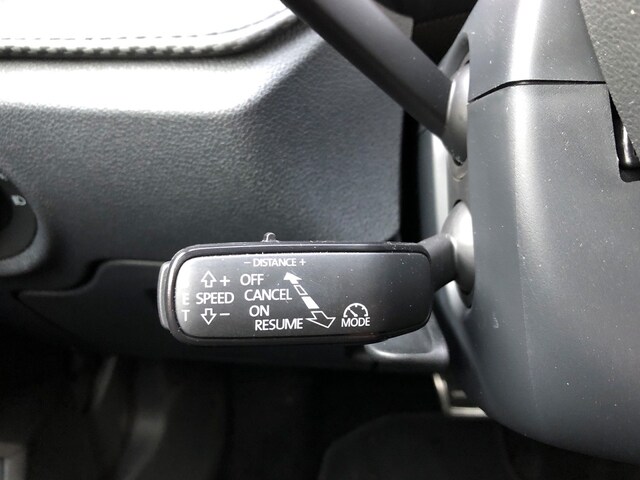 - DISTANCE +
+ OFF
E SPEED CANCEL
T - ON
RESUME MODE